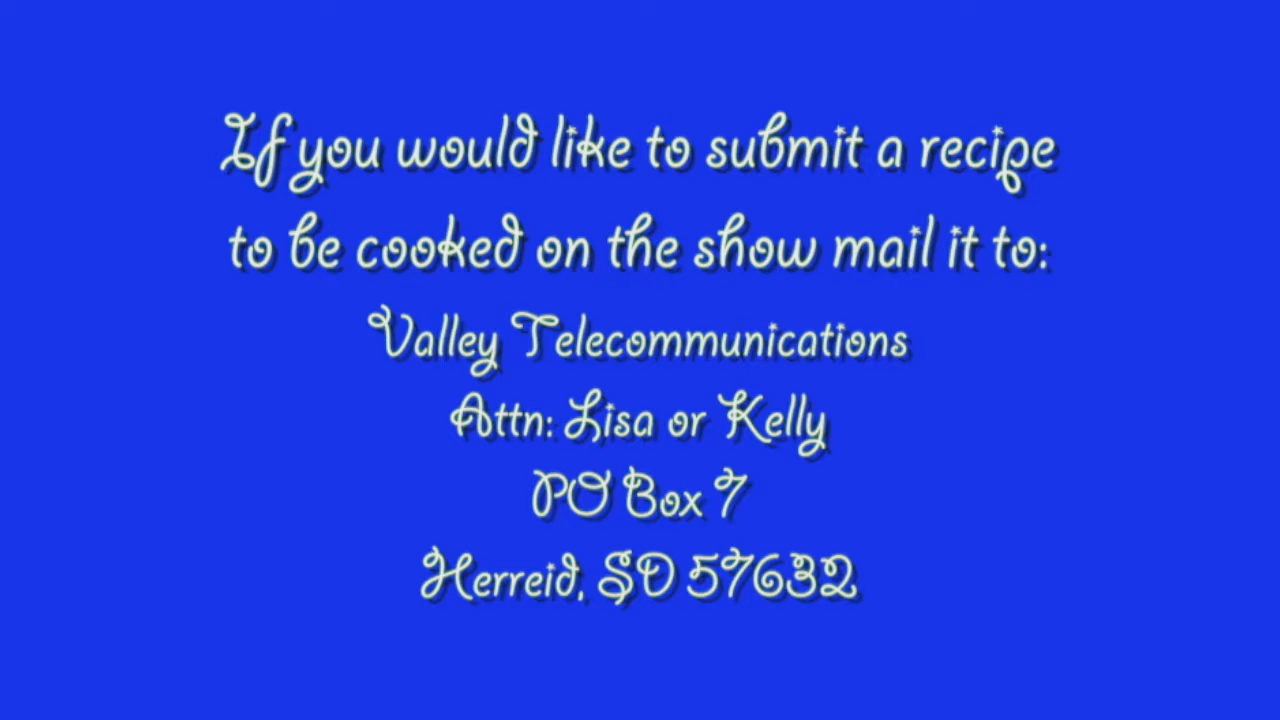 If you would like to submit a recipe
to be cooked on the show mail it to:
Valley Telecommunications
Attn: Lisa or Kelly
PO Box 7
Herreid, SD 57632